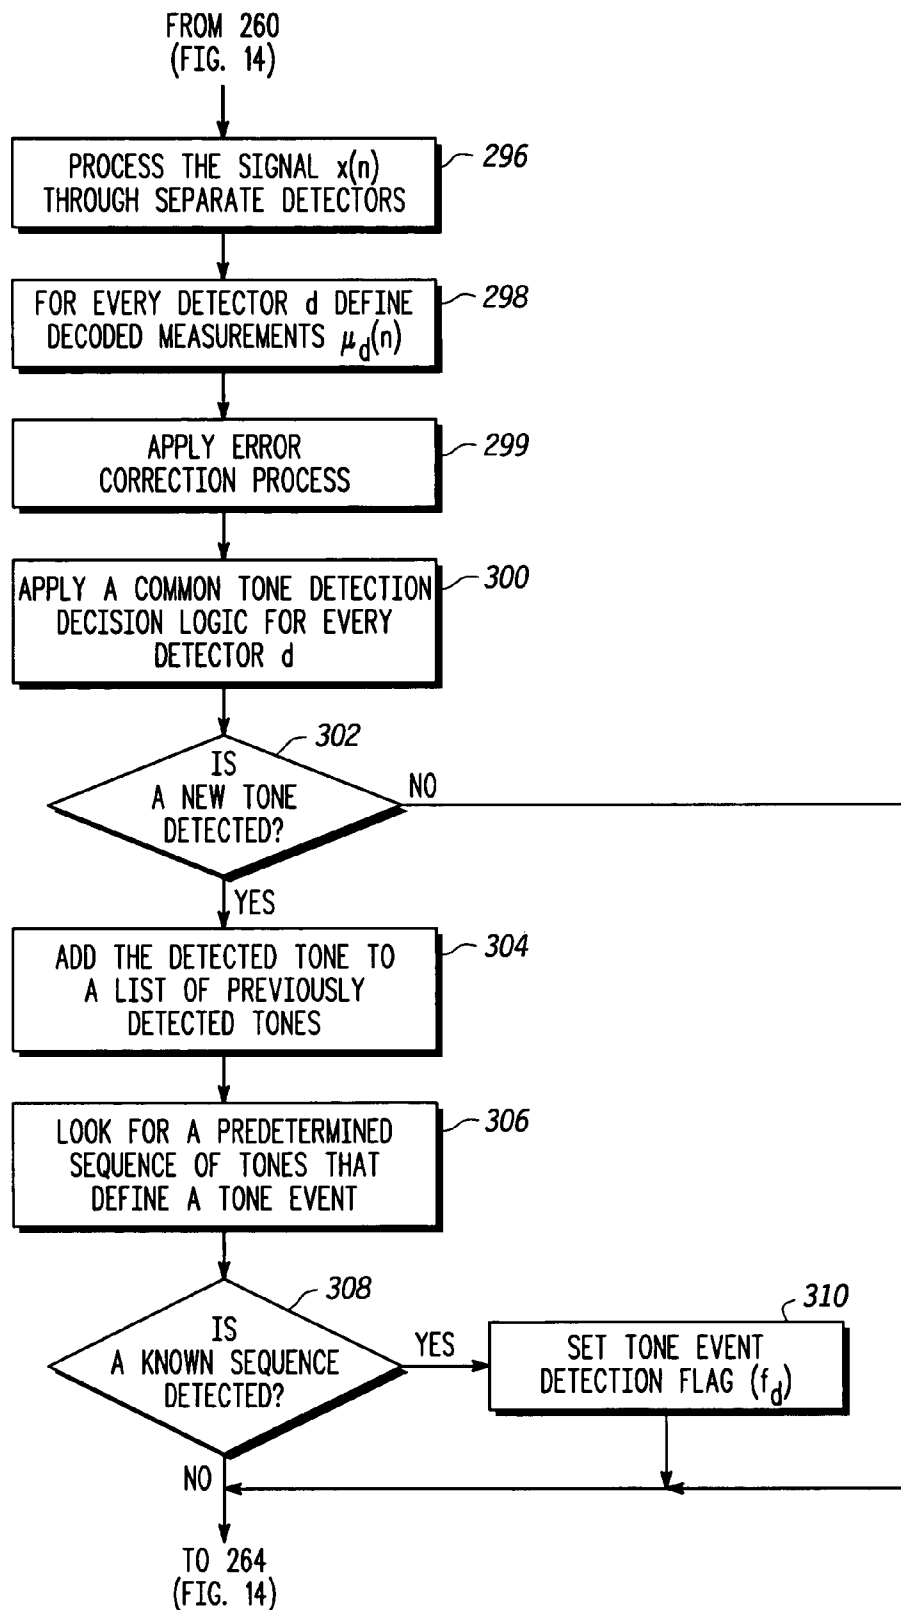 FROM 260
(FIG. 14)
PROCESS THE SIGNAL x(n)
THROUGH SEPARATE DETECTORS
296
FOR EVERY DETECTOR d DEFINE
DECODED MEASUREMENTS μd(n)
298
APPLY ERROR
CORRECTION PROCESS
299
APPLY A COMMON TONE DETECTION
DECISION LOGIC FOR EVERY
DETECTOR d
300
IS
A NEW TONE
DETECTED?
302
NO
YES
ADD THE DETECTED TONE TO
A LIST OF PREVIOUSLY
DETECTED TONES
304
LOOK FOR A PREDETERMINED
SEQUENCE OF TONES THAT
DEFINE A TONE EVENT
306
IS
A KNOWN SEQUENCE
DETECTED?
308
YES
SET TONE EVENT
DETECTION FLAG (fd)
310
NO
TO 264
(FIG. 14)